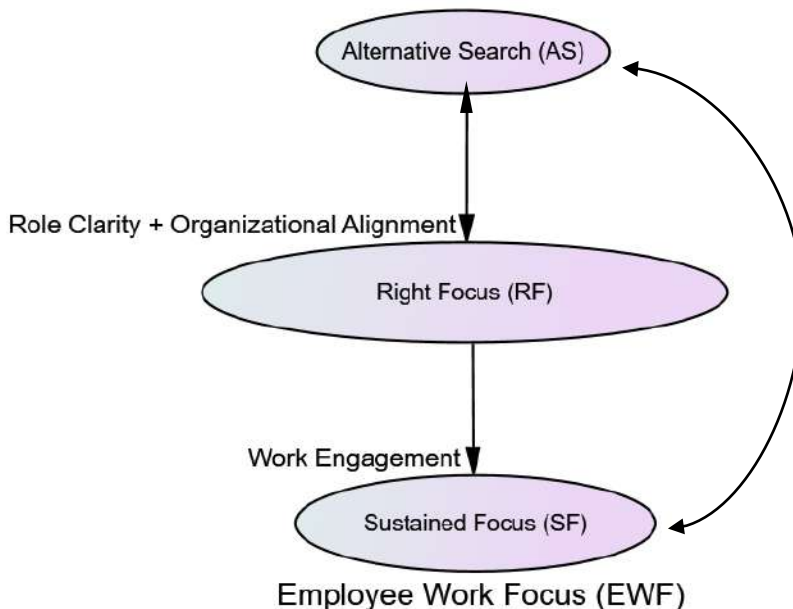 Alternative Search (AS)
Role Clarity + Organizational Alignment
Right Focus (RF)
Work Engagement
Sustained Focus (SF)
Employee Work Focus (EWF)